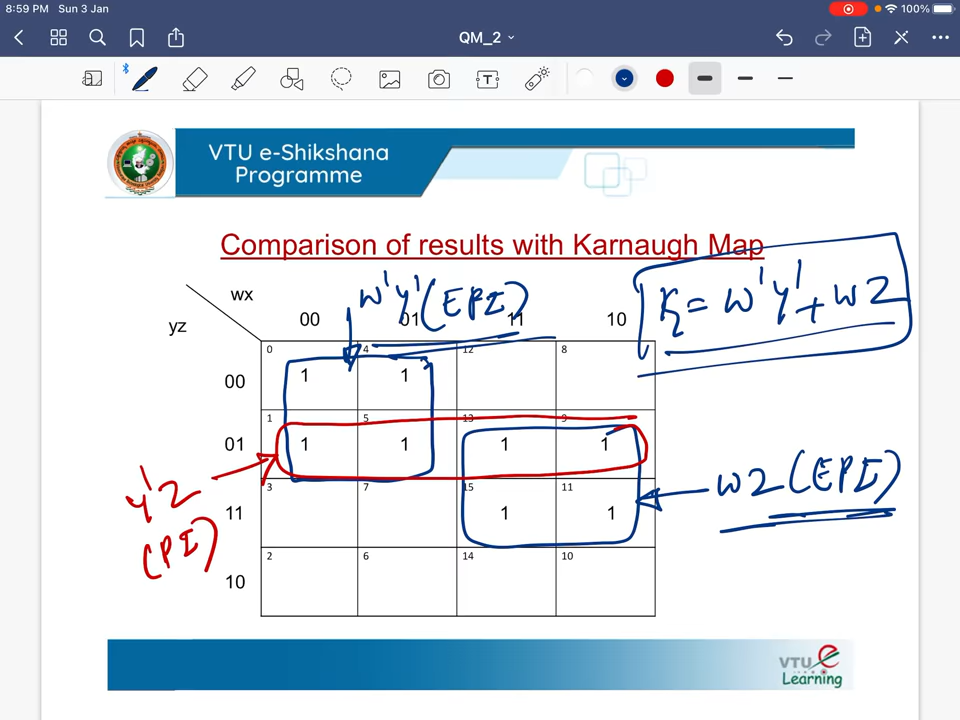 8:59 PM Sun 3 Jan
100%
QM_2
VTU e-Shikshana
Programme
Comparison of results with Karnaugh Map
w'y' (EPI)
= w'y' + wz
wx
yz
00 01 11 10
0 4 12 8
00 1 1
1 5 13 9
01 1 1 1 1
y'z
(PI)
wz (EPI)
3 7 15 11
11 1 1
2 6 14 10
10
VTU e
Learning